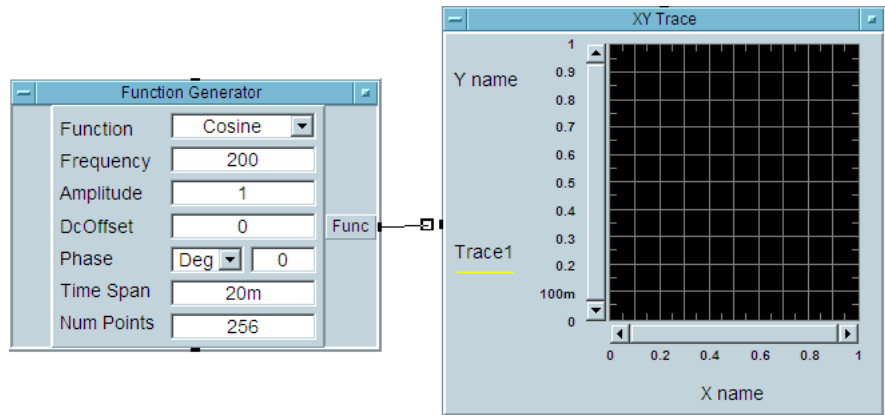 Function Generator
Function Cosine
Frequency 200
Amplitude 1
DcOffset 0
Phase Deg 0
Time Span 20m
Num Points 256
Func
XY Trace
Y name
Trace1
1
0.9
0.8
0.7
0.6
0.5
0.4
0.3
0.2
100m
0
0 0.2 0.4 0.6 0.8 1
X name